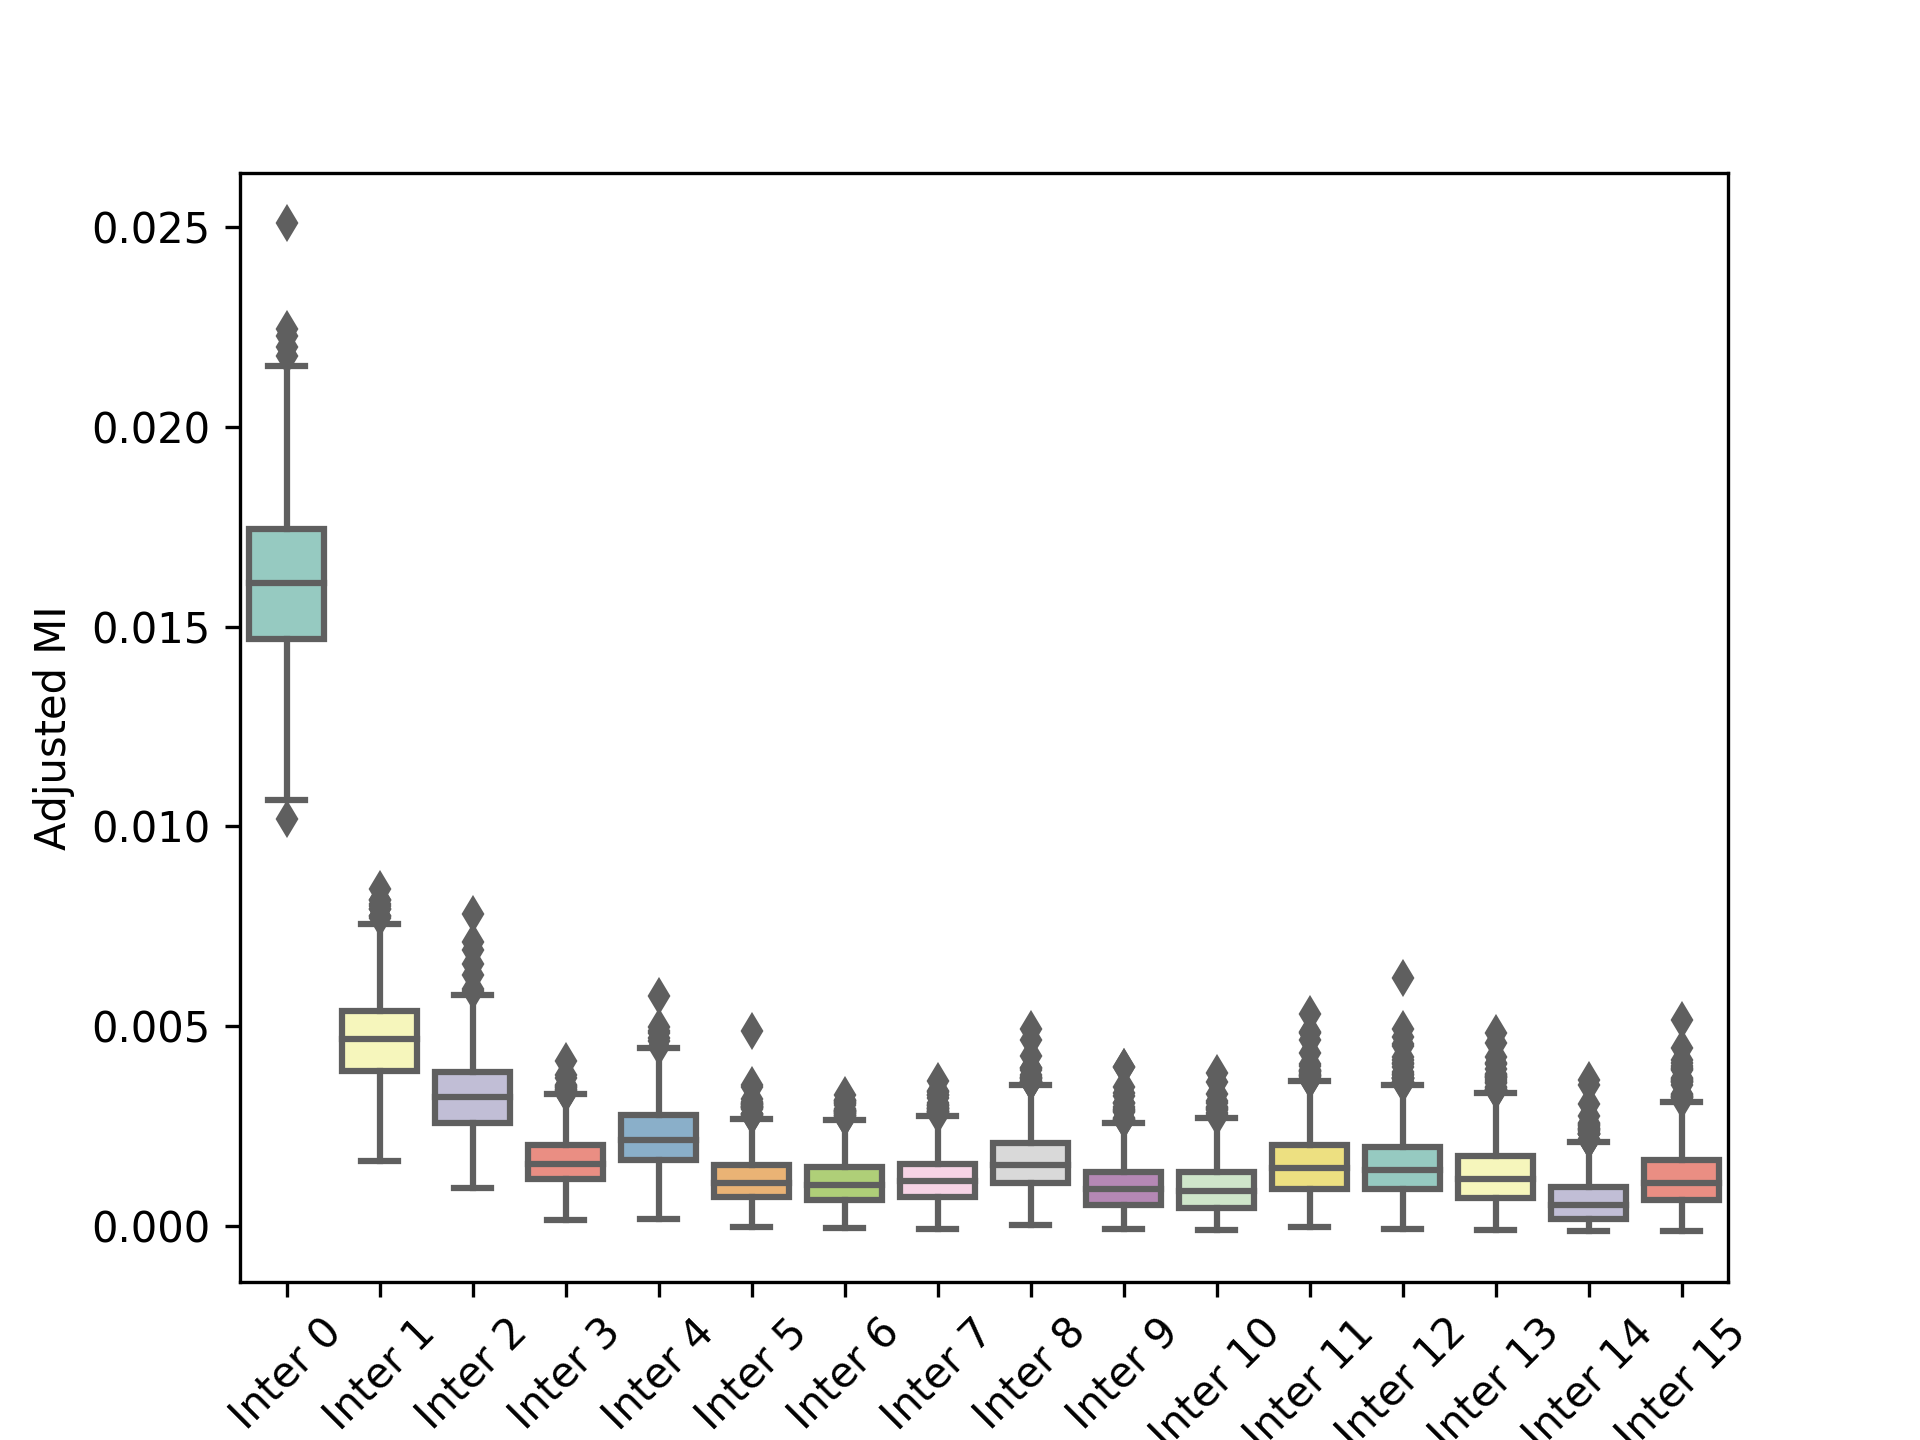 0.025
0.020
0.015
0.010
0.005
0.000
Adjusted MI
Inter 0
Inter 1
Inter 2
Inter 3
Inter 4
Inter 5
Inter 6
Inter 7
Inter 8
Inter 9
Inter 10
Inter 11
Inter 12
Inter 13
Inter 14
Inter 15